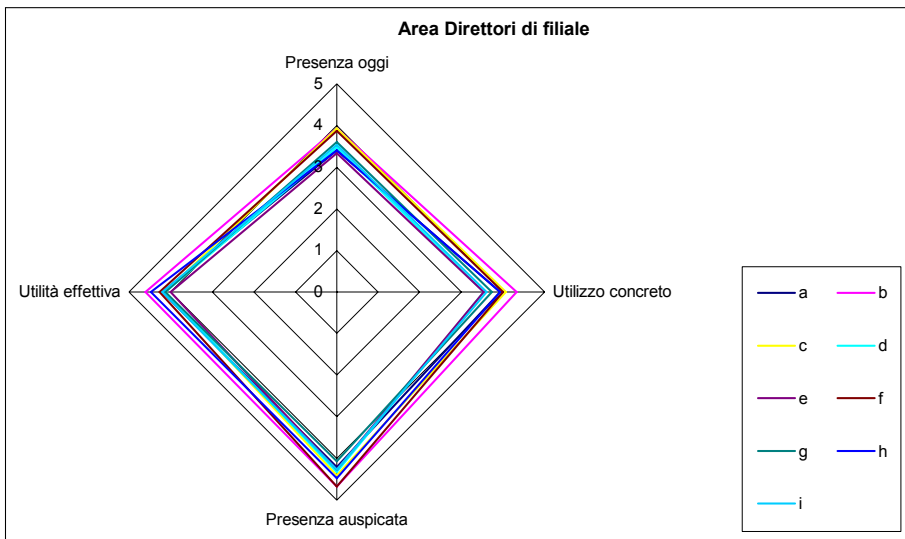 Area Direttori di filiale
Presenza oggi
5
4
3
2
1
0
Utilità effettiva
Utilizzo concreto
Presenza auspicata
a b
c d
e f
g h
i